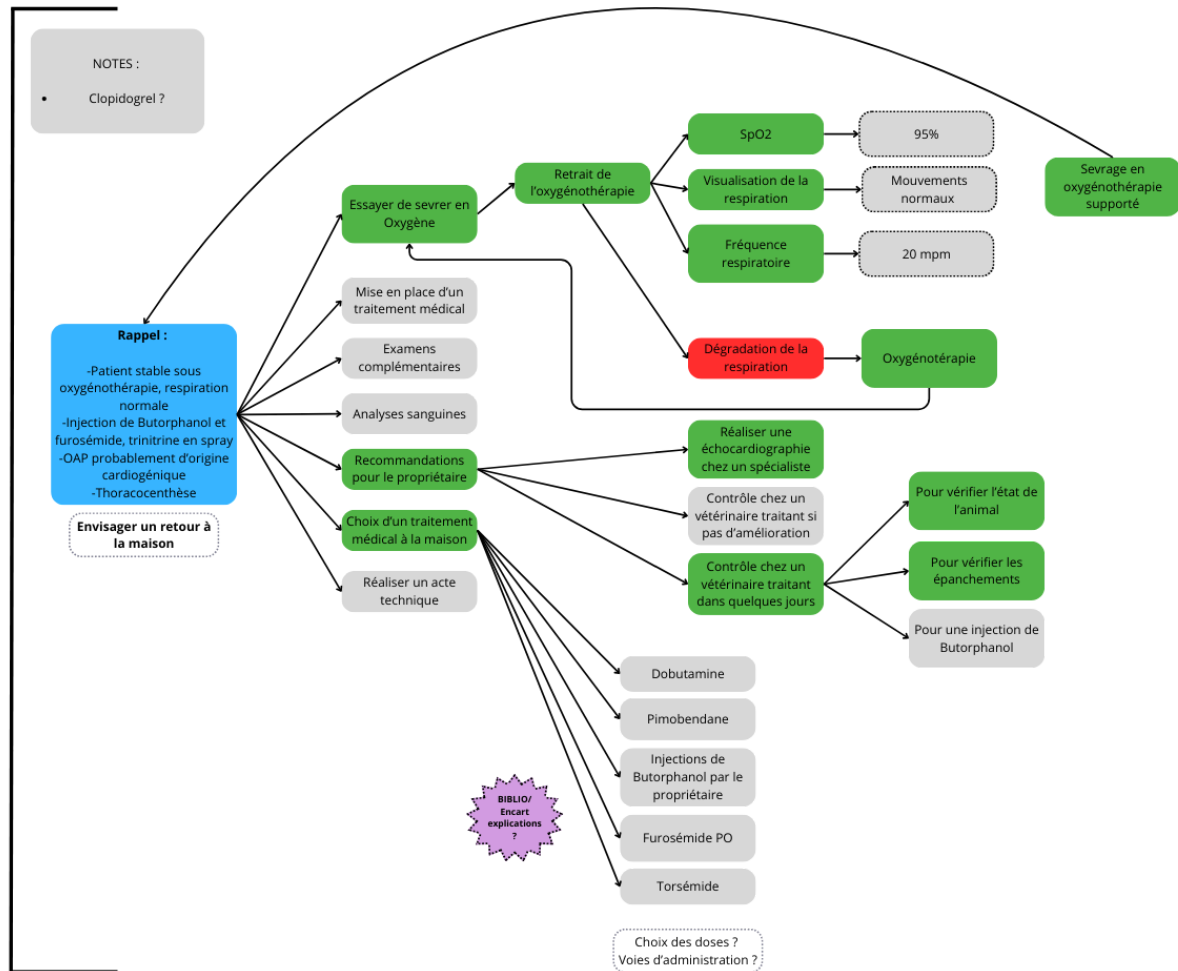 NOTES :
• Clopidogrel ?
SpO2
95%
Sevrage en
oxygénothérapie
supporté
Retrait de
l'oxygénothérapie
Visualisation de la
respiration
Mouvements
normaux
Essayer de sevrer en
Oxygène
Fréquence
respiratoire
20 mpm
Mise en place d'un
traitement médical
Rappel :
-Patient stable sous
oxygénothérapie, respiration
normale
-Injection de Butorphanol et
furosémide, trinitrine en spray
-OAP probablement d'origine
cardiogénique
-Thoracocenthèse
Envisager un retour à
la maison
Examens
complémentaires
Dégradation de la
respiration
Oxygénotérapie
Analyses sanguines
Recommandations
pour le propriétaire
Réaliser une
échocardiographie
chez un spécialiste
Contrôle chez un
vétérinaire traitant si
pas d'amélioration
Pour vérifier l'état de
l'animal
Choix d'un traitement
médical à la maison
Contrôle chez un
vétérinaire traitant
dans quelques jours
Pour vérifier les
épanchements
Réaliser un acte
technique
Pour une injection de
Butorphanol
Dobutamine
Pimobendane
Injections de
Butorphanol par le
propriétaire
BIBLIO/
Encart
explications
?
Furosémide PO
Torsémide
Choix des doses ?
Voies d'administration ?